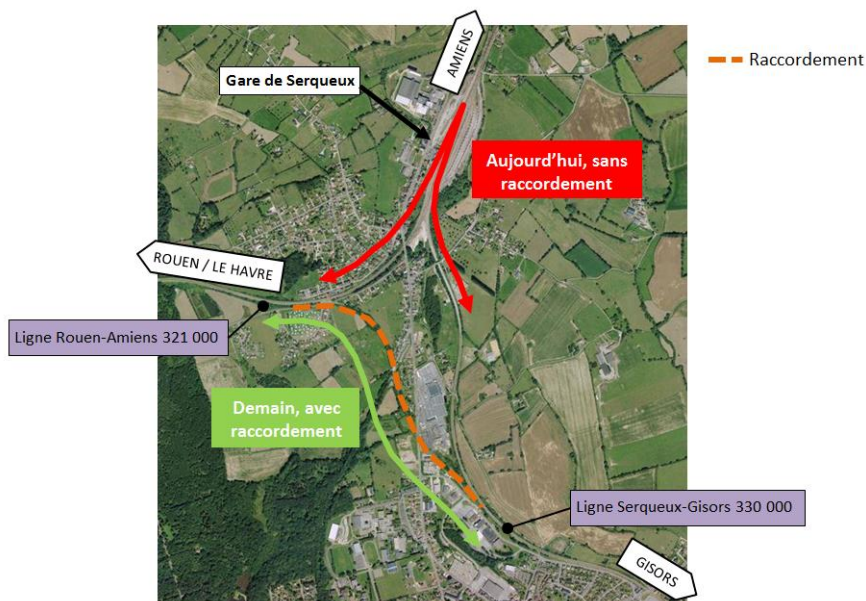 AMIENS
Raccordement
Gare de Serqueux
Aujourd’hui, sans
raccordement
ROUEN / LE HAVRE
Ligne Rouen-Amiens 321 000
Demain, avec
raccordement
Ligne Serqueux-Gisors 330 000
GISORS